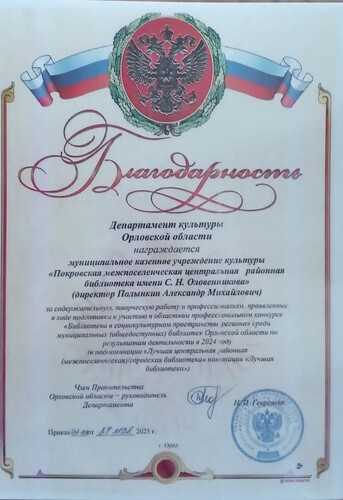 Благодарность
Департамент культуры
Орловской области
награждается
муниципальное казенное учреждение культуры
«Покровская межпоселенческая центральная районная
библиотека имени С. Н. Оловенникова»
(директор Полынкин Александр Михайлович)
за содержательную, творческую работу и профессионализм, проявленные
в ходе подготовки к участию в областном профессиональном конкурсе
«Библиотека в социокультурном пространстве региона» среди
муниципальных (общедоступных) библиотек Орловской области по
результатам деятельности в 2024 году
(в подноминации «Лучшая центральная районная
(межпоселенческая)/городская библиотека» номинации «Лучшая
библиотека»)
Член Правительства
Орловской области – руководитель
Департамента
Н.П. Георгиева
Приказ от 2025 г.
г. Орёл